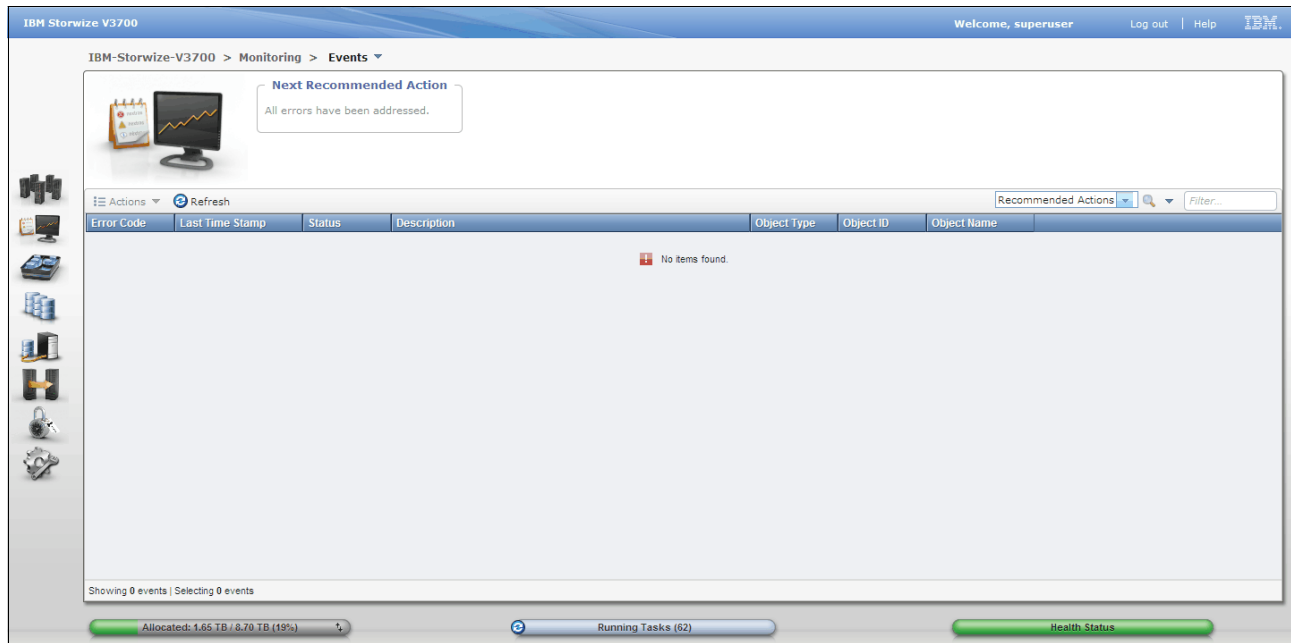 IBM Storwize V3700
Welcome, superuser
Log out | Help
IBM.
IBM-Storwize-V3700 > Monitoring > Events
Next Recommended Action
All errors have been addressed.
Actions
Refresh
Recommended Actions
Filter...
Error Code
Last Time Stamp
Status
Description
Object Type
Object ID
Object Name
No items found.
Showing 0 events | Selecting 0 events
Allocated: 1.65 TB / 8.70 TB (19%)
Running Tasks (62)
Health Status